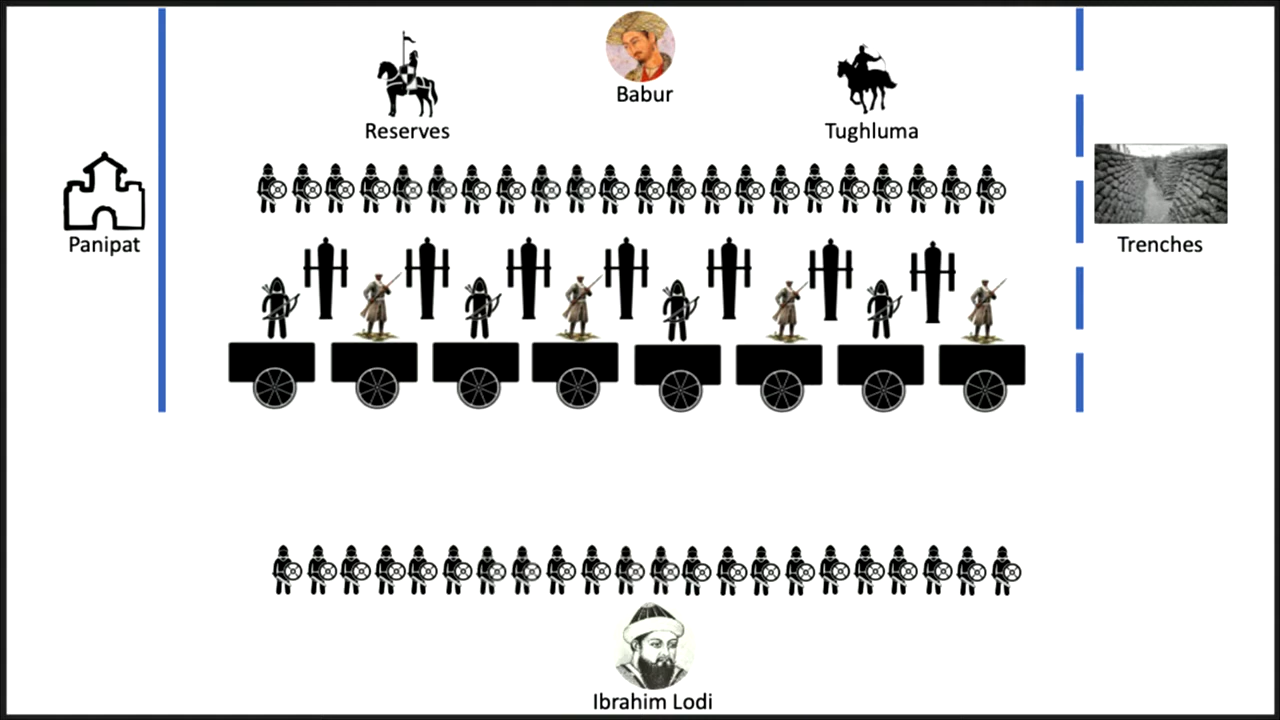 Babur
Reserves
Tughluma
Panipat
Trenches
Ibrahim Lodi